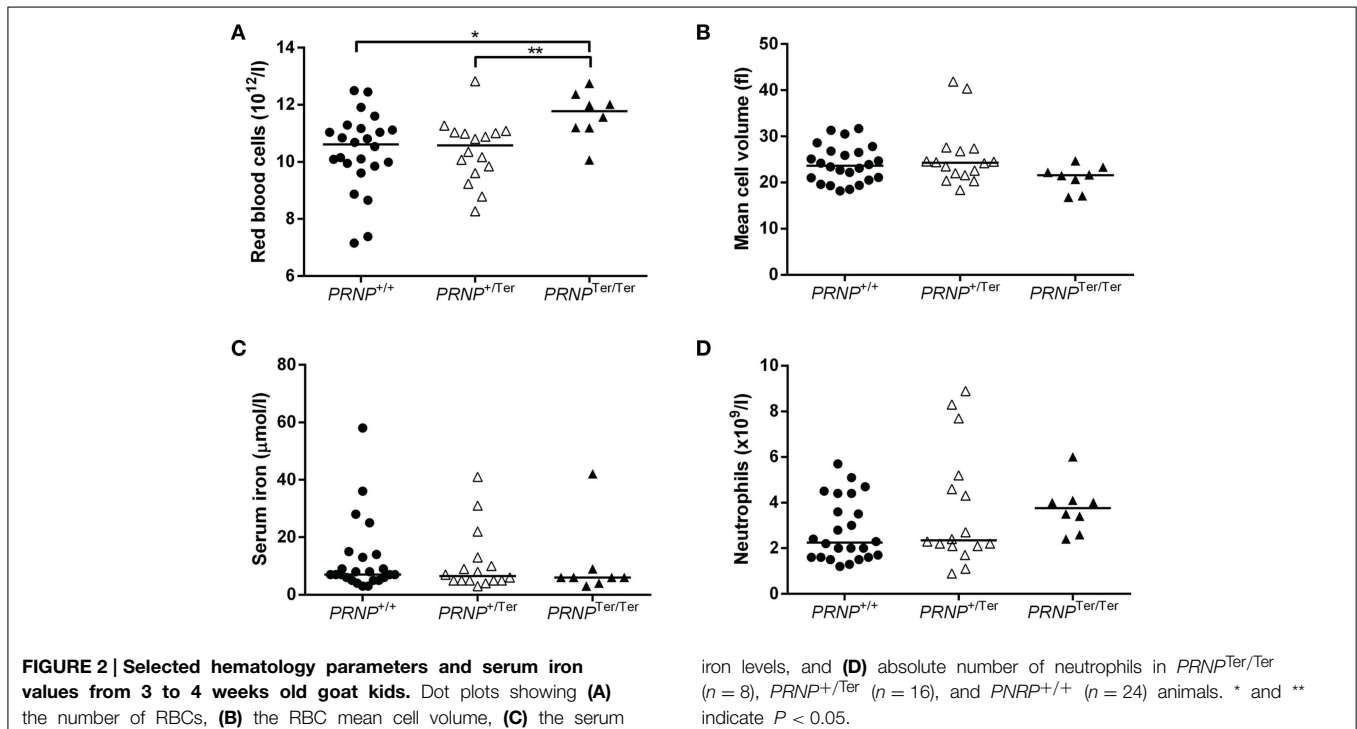 A
*
**
14
12
10
8
6
Red blood cells (10^12/l)
PRNP^+/+
PRNP^+/Ter
PRNP^Ter/Ter
B
50
40
30
20
10
0
Mean cell volume (fl)
PRNP^+/+
PRNP^+/Ter
PRNP^Ter/Ter
C
80
60
40
20
0
Serum iron (μmol/l)
PRNP^+/+
PRNP^+/Ter
PRNP^Ter/Ter
D
10
8
6
4
2
0
Neutrophils (x10^9/l)
PRNP^+/+
PRNP^+/Ter
PRNP^Ter/Ter
FIGURE 2 | Selected hematology parameters and serum iron
values from 3 to 4 weeks old goat kids. Dot plots showing (A)
the number of RBCs, (B) the RBC mean cell volume, (C) the serum
iron levels, and (D) absolute number of neutrophils in PRNP^Ter/Ter
(n = 8), PRNP^+/Ter (n = 16), and PNRP^+/+ (n = 24) animals. * and **
indicate P < 0.05.